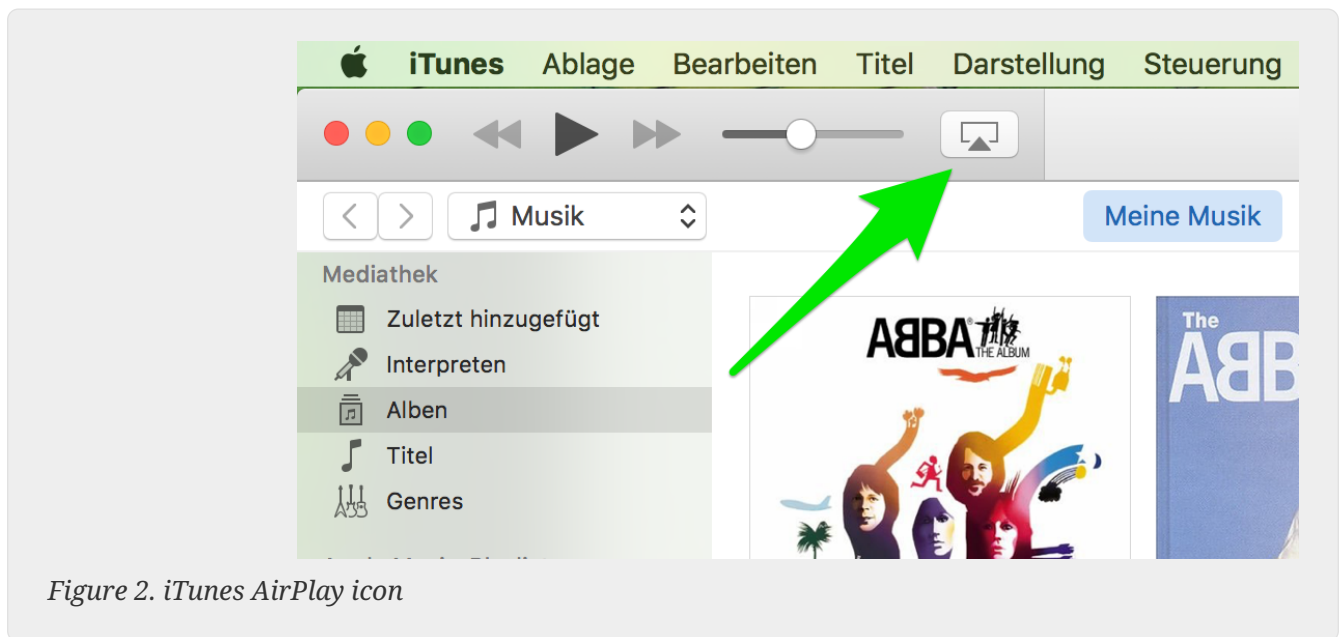 iTunes Ablage Bearbeiten Titel Darstellung Steuerung
Musik
Meine Musik
Mediathek
Zuletzt hinzugefügt
Interpreten
Alben
Titel
Genres
ABBA
THE ALBUM
The
ABB
Figure 2. iTunes AirPlay icon